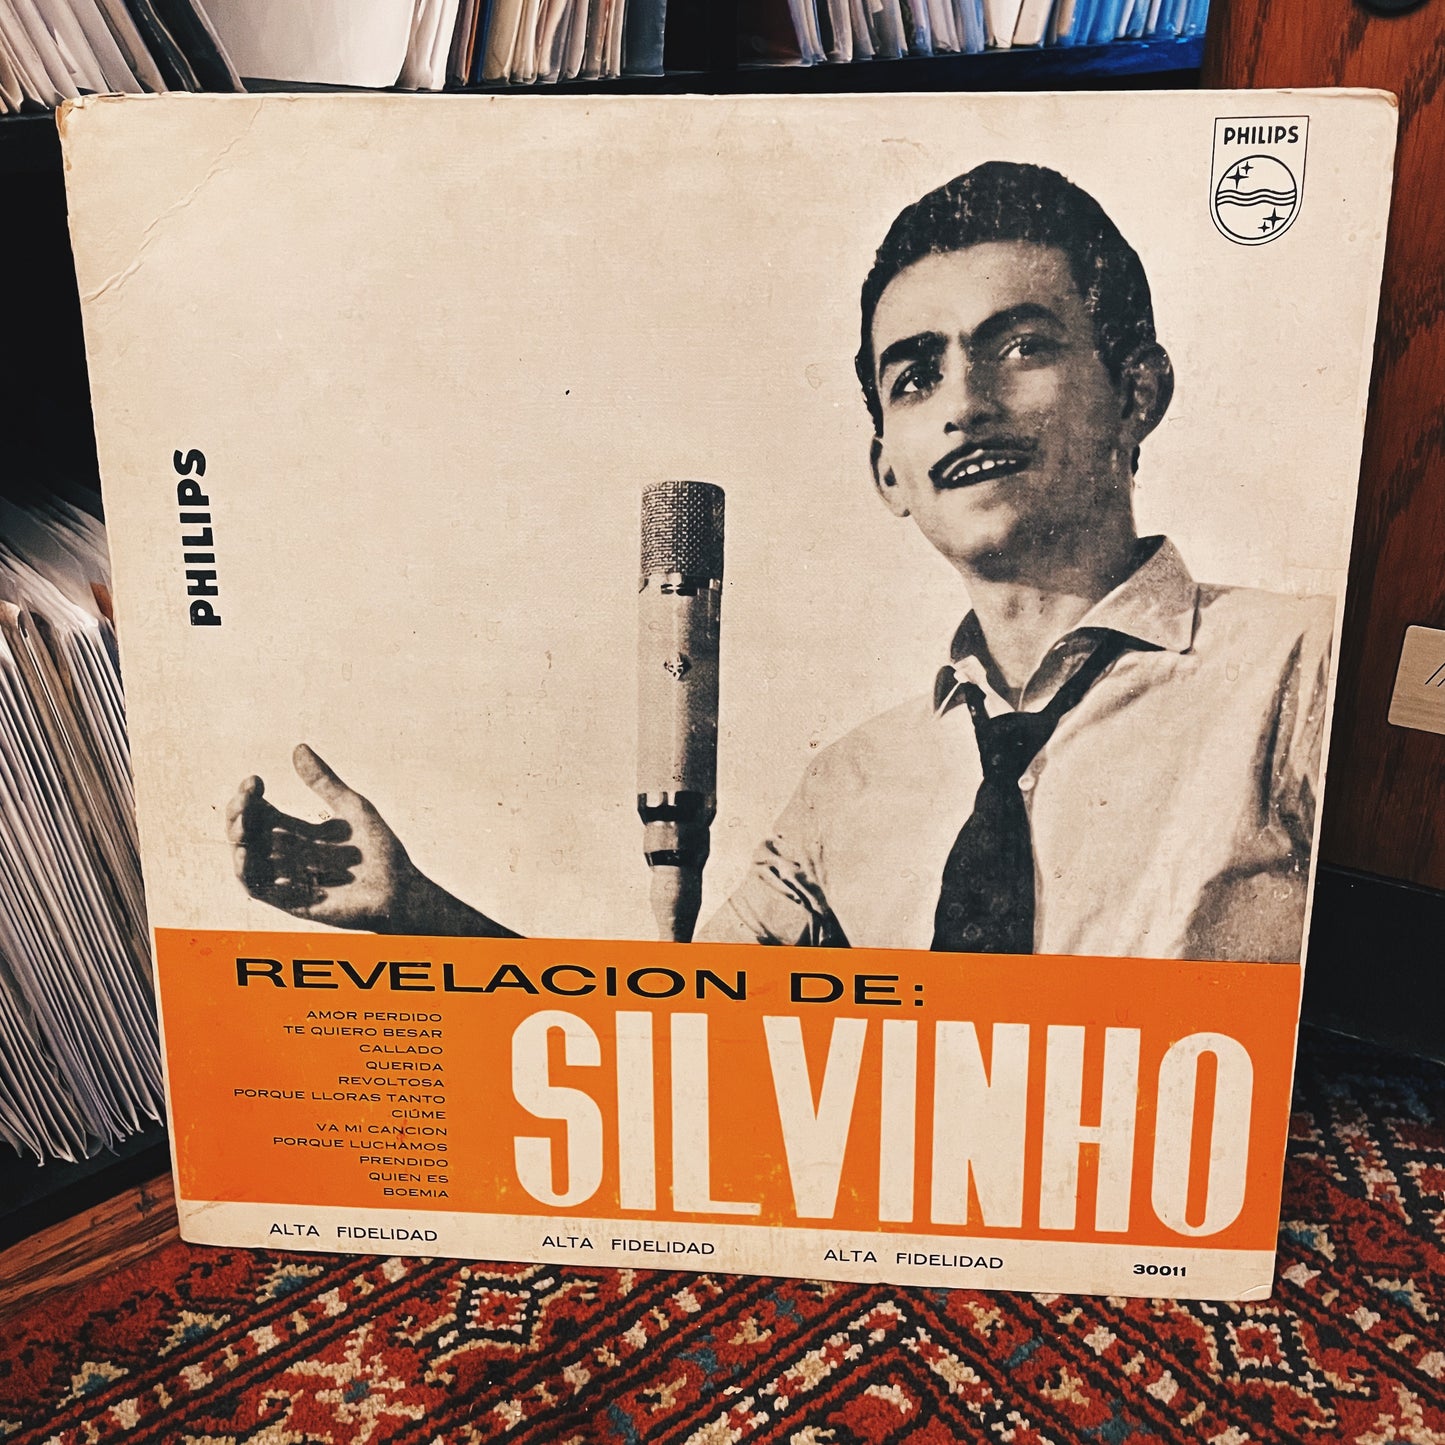 PHILIPS
PHILIPS
REVELACION DE:
SILVINHO
AMOR PERDIDO
TE QUIERO BESAR
CALLADO
QUERIDA
REVOLTOSA
PORQUE LLORAS TANTO
CIÚME
VA MI CANCION
PORQUE LUCHAMOS
PRENDIDO
QUIEN ES
BOEMIA
ALTA FIDELIDAD ALTA FIDELIDAD ALTA FIDELIDAD 30011